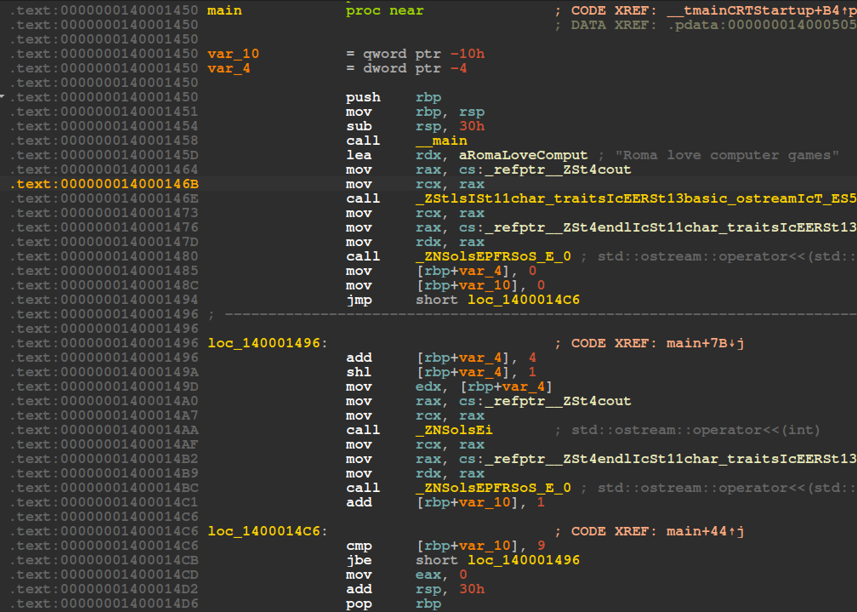 .text:0000000140001450 main proc near ; CODE XREF: __tmainCRTStartup+B4↑p
.text:0000000140001450 ; DATA XREF: .pdata:000000014000505
.text:0000000140001450
.text:0000000140001450 var_10 = qword ptr -10h
.text:0000000140001450 var_4 = dword ptr -4
.text:0000000140001450
.text:0000000140001450 push rbp
.text:0000000140001451 mov rbp, rsp
.text:0000000140001454 sub rsp, 30h
.text:0000000140001458 call __main
.text:000000014000145D lea rdx, aRomaLoveComput ; "Roma love computer games"
.text:0000000140001464 mov rax, cs:_refptr__ZSt4cout
.text:000000014000146B mov rcx, rax
.text:000000014000146E call _ZStlsISt11char_traitsIcEERSt13basic_ostreamIcT_ES5
.text:0000000140001473 mov rcx, rax
.text:0000000140001476 mov rax, cs:_refptr__ZSt4endlIcSt11char_traitsIcEERSt13
.text:000000014000147D mov rdx, rax
.text:0000000140001480 call _ZNSolsEPFRSoS_E_0 ; std::ostream::operator<<(std::
.text:0000000140001485 mov [rbp+var_4], 0
.text:000000014000148C mov [rbp+var_10], 0
.text:0000000140001494 jmp short loc_1400014C6
.text:0000000140001496 ; ---------------------------------------------------------------------------
.text:0000000140001496
.text:0000000140001496 loc_140001496: ; CODE XREF: main+7B↓j
.text:0000000140001496 add [rbp+var_4], 4
.text:000000014000149A shl [rbp+var_4], 1
.text:000000014000149D mov edx, [rbp+var_4]
.text:00000001400014A0 mov rax, cs:_refptr__ZSt4cout
.text:00000001400014A7 mov rcx, rax
.text:00000001400014AA call _ZNSolsEi ; std::ostream::operator<<(int)
.text:00000001400014AF mov rcx, rax
.text:00000001400014B2 mov rax, cs:_refptr__ZSt4endlIcSt11char_traitsIcEERSt13
.text:00000001400014B9 mov rdx, rax
.text:00000001400014BC call _ZNSolsEPFRSoS_E_0 ; std::ostream::operator<<(std::
.text:00000001400014C1 add [rbp+var_10], 1
.text:00000001400014C6
.text:00000001400014C6 loc_1400014C6: ; CODE XREF: main+44↑j
.text:00000001400014C6 cmp [rbp+var_10], 9
.text:00000001400014CB jbe short loc_140001496
.text:00000001400014CD mov eax, 0
.text:00000001400014D2 add rsp, 30h
.text:00000001400014D6 pop rbp